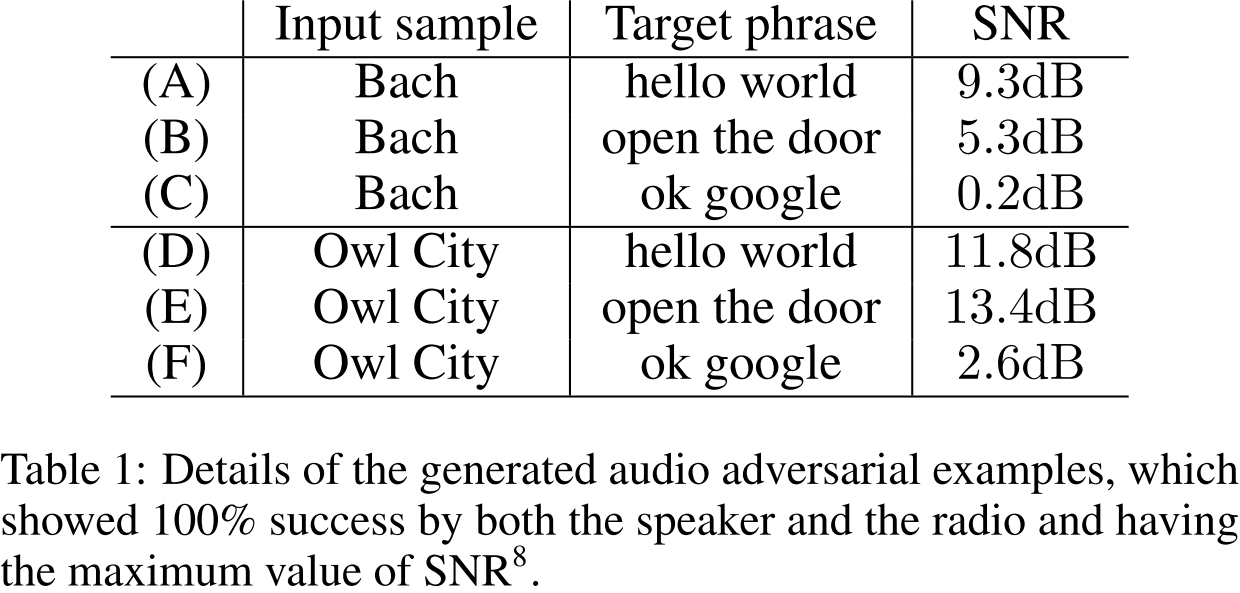 Input sample Target phrase SNR
(A) Bach hello world 9.3dB
(B) Bach open the door 5.3dB
(C) Bach ok google 0.2dB
(D) Owl City hello world 11.8dB
(E) Owl City open the door 13.4dB
(F) Owl City ok google 2.6dB
Table 1: Details of the generated audio adversarial examples, which
showed 100% success by both the speaker and the radio and having
the maximum value of SNR⁸.